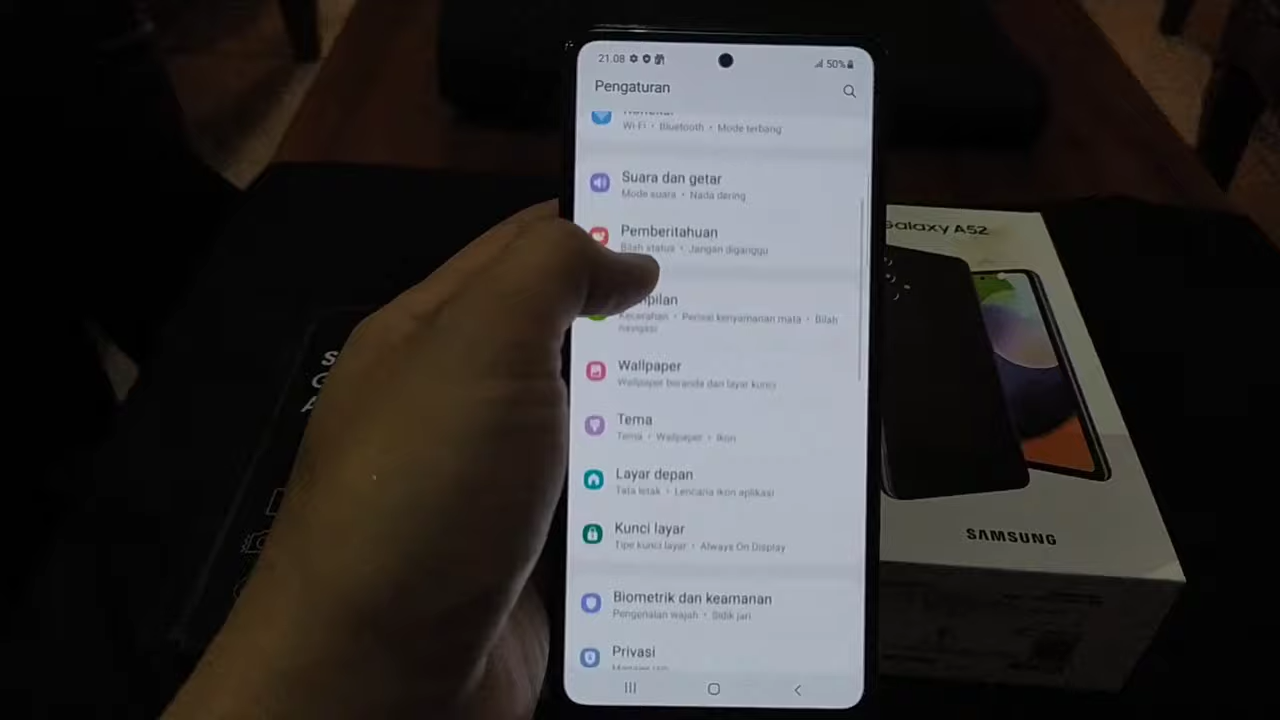 21.08
50%
Pengaturan
Wi-Fi • Bluetooth • Mode terbang
Suara dan getar
Mode suara • Nada dering
Pemberitahuan
Bilah status • Jangan diganggu
mpilan
Kecerahan • Perisai kenyamanan mata • Bilah
navigasi
Wallpaper
Wallpaper beranda dan layar kunci
Tema
Tema • Wallpaper • Ikon
Layar depan
Tata letak • Lencana ikon aplikasi
Kunci layar
Tipe kunci layar • Always On Display
Biometrik dan keamanan
Pengenalan wajah • Sidik jari
Privasi
Galaxy A52
SAMSUNG